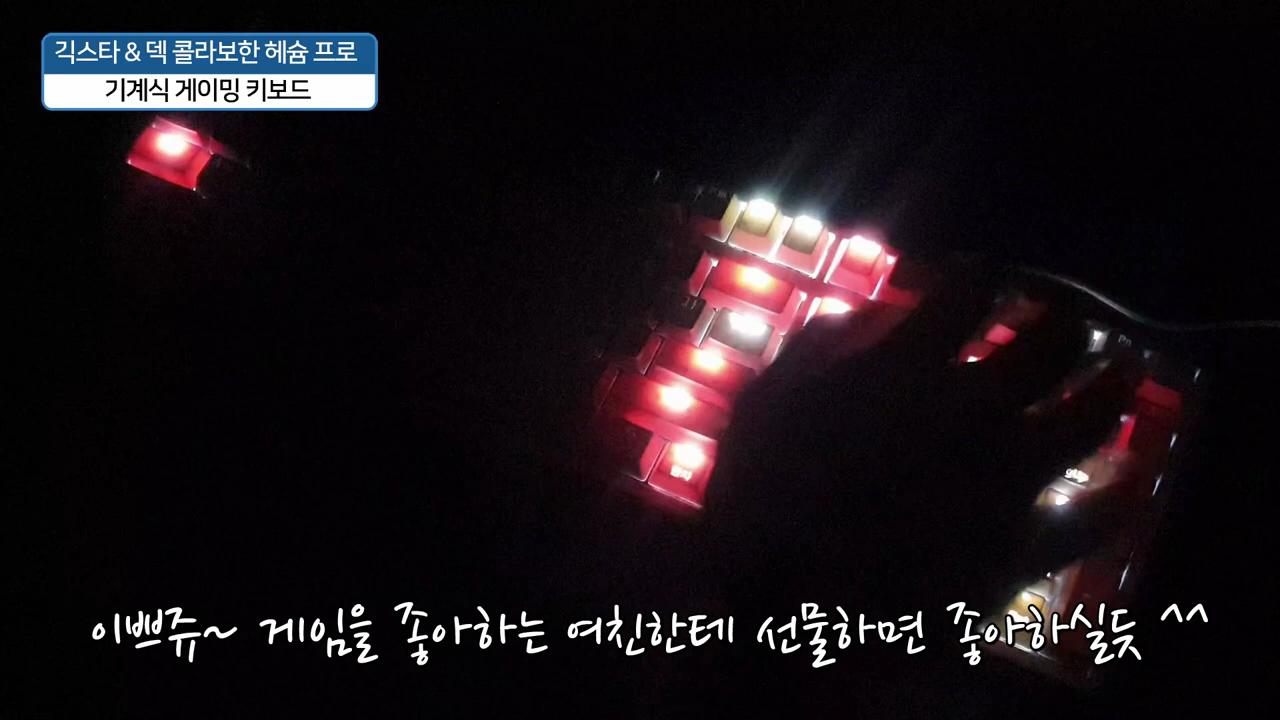 긱스타 & 덱 콜라보한 헤슘 프로
기계식 게이밍 키보드
이쁘쥬~ 게임을 좋아하는 여친한테 선물하면 좋아하실듯 ^^